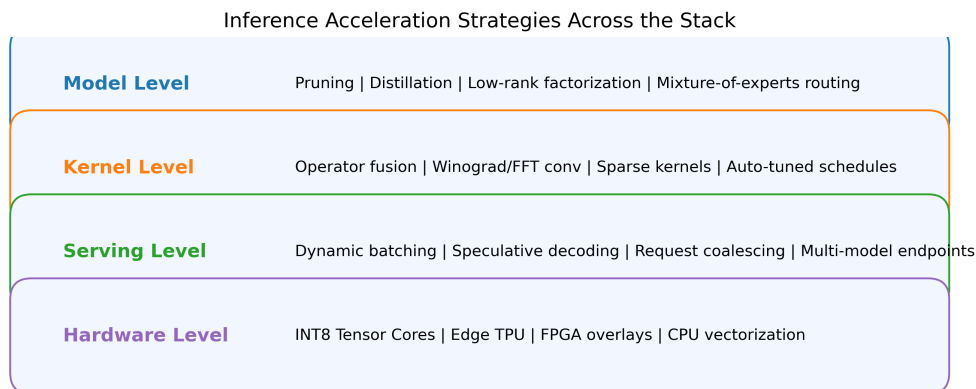 Inference Acceleration Strategies Across the Stack
Model Level Pruning | Distillation | Low-rank factorization | Mixture-of-experts routing
Kernel Level Operator fusion | Winograd/FFT conv | Sparse kernels | Auto-tuned schedules
Serving Level Dynamic batching | Speculative decoding | Request coalescing | Multi-model endpoints
Hardware Level INT8 Tensor Cores | Edge TPU | FPGA overlays | CPU vectorization